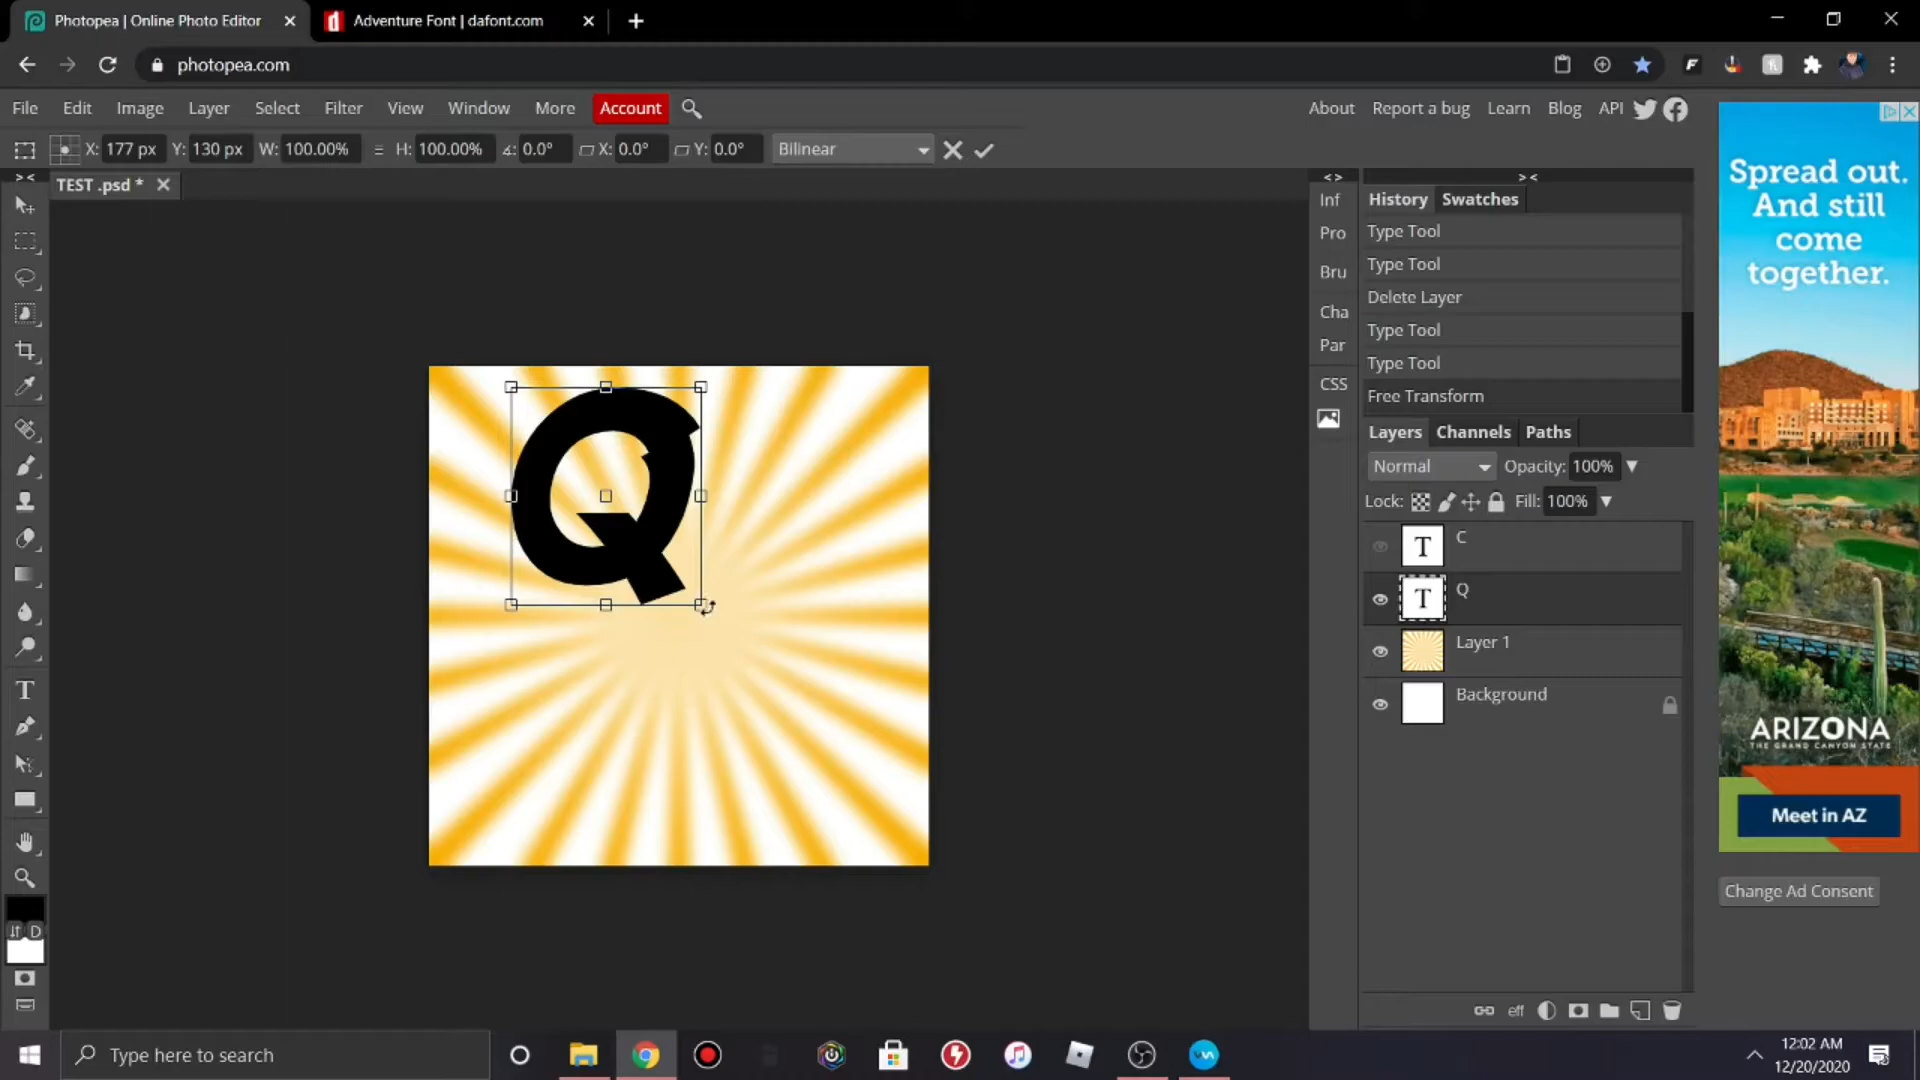 Photopea | Online Photo Editor
Adventure Font | dafont.com
photopea.com
File Edit Image Layer Select Filter View Window More Account
About Report a bug Learn Blog API
X: 177 px Y: 130 px W: 100.00% H: 100.00% ∡: 0.0° X: 0.0° Y: 0.0° Bilinear
TEST .psd *
Inf
Pro
Bru
Cha
Par
CSS
History Swatches
Type Tool
Type Tool
Delete Layer
Type Tool
Type Tool
Free Transform
Layers Channels Paths
Normal Opacity: 100%
Lock: Fill: 100%
T C
T Q
Layer 1
Background
eff
Q
T
D
Spread out.
And still
come
together.
ARIZONA
THE GRAND CANYON STATE
Meet in AZ
Change Ad Consent
Type here to search
12:02 AM
12/20/2020